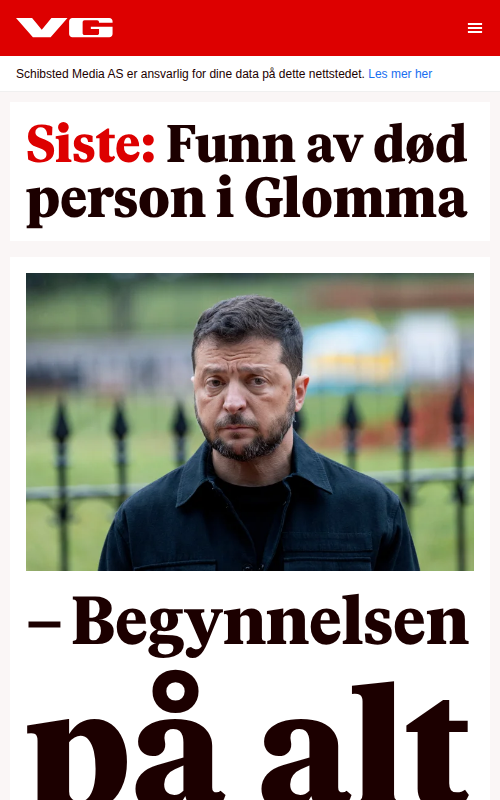 VG
Schibsted Media AS er ansvarlig for dine data på dette nettstedet. Les mer her
Siste: Funn av død
person i Glomma
– Begynnelsen
på alt